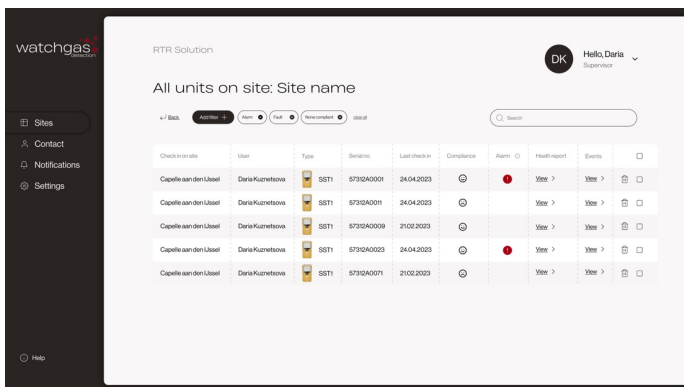 watchgas
detection
RTR Solution
DK
Hello, Daria
Supervisor
All units on site: Site name
Back
Add filter +
Alarm
Fault
None compliant
clear all
Search
Sites
Contact
Notifications
Settings
Help
Check in on site User Type Serial no Last check in Compliance Alarm Health report Events
Capelle aan den IJssel Daria Kuznetsova SST1 57312A0001 24.04.2023 ! View > View >
Capelle aan den IJssel Daria Kuznetsova SST1 57312A0011 24.04.2023 View > View >
Capelle aan den IJssel Daria Kuznetsova SST1 57312A0009 21.02.2023 View > View >
Capelle aan den IJssel Daria Kuznetsova SST1 57312A0023 24.04.2023 ! View > View >
Capelle aan den IJssel Daria Kuznetsova SST1 57312A0071 21.02.2023 View > View >